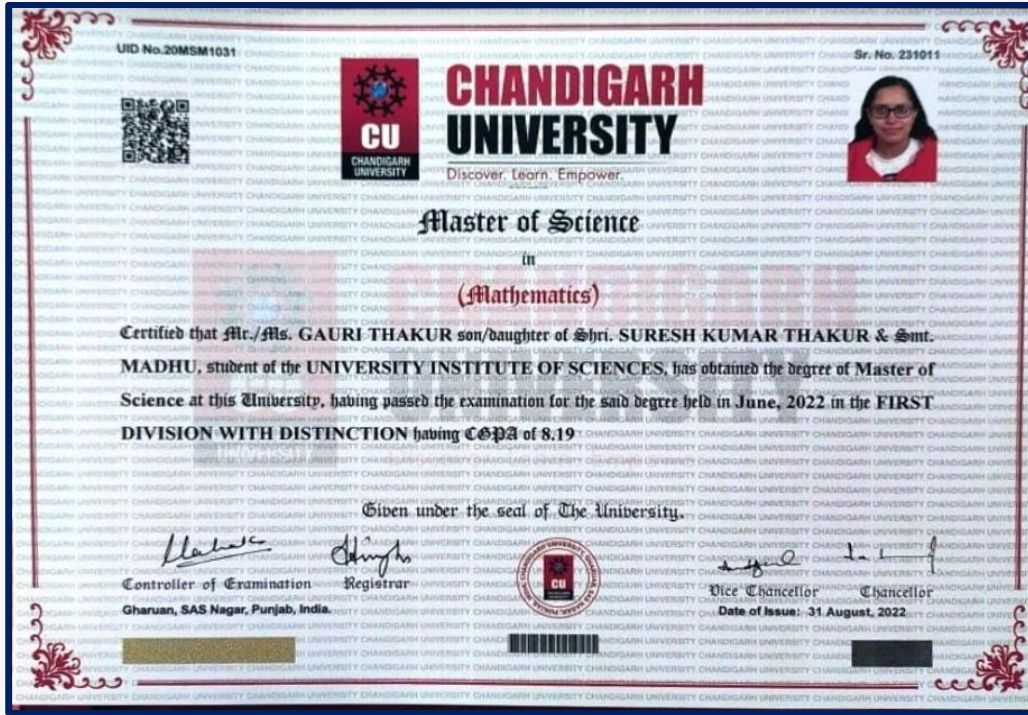 UID No.20MSM1031
Sr. No. 231011
CU
CHANDIGARH
UNIVERSITY
CHANDIGARH
UNIVERSITY
Discover. Learn. Empower.
Master of Science
in
(Mathematics)
Certified that Mr./Ms. GAURI THAKUR son/daughter of Shri. SURESH KUMAR THAKUR & Smt.
MADHU, student of the UNIVERSITY INSTITUTE OF SCIENCES, has obtained the degree of Master of
Science at this University, having passed the examination for the said degree held in June, 2022 in the FIRST
DIVISION WITH DISTINCTION having CGPA of 8.19
Given under the seal of The University.
Controller of Examination Registrar
CU
Vice Chancellor Chancellor
Gharuan, SAS Nagar, Punjab, India.
Date of Issue: 31 August, 2022